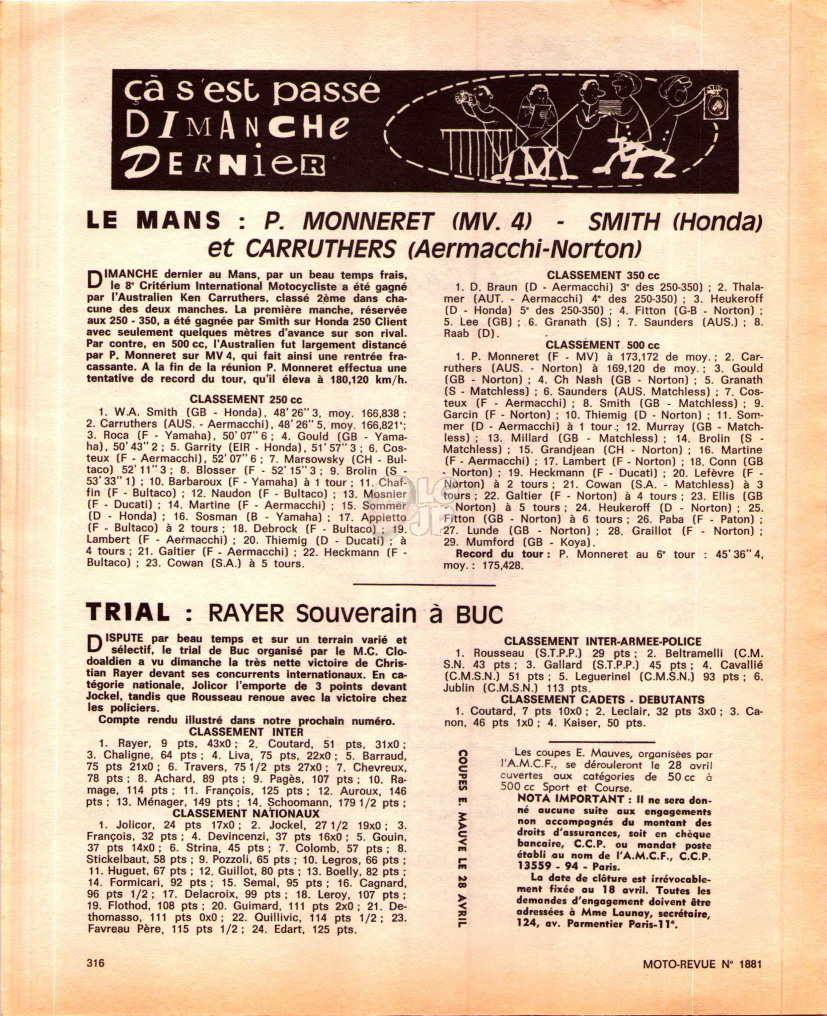 çà s'est passé
DIMANCHE
DERNIER
LE MANS : P. MONNERET (MV. 4) - SMITH (Honda)
et CARRUTHERS (Aermacchi-Norton)
DIMANCHE dernier au Mans, par un beau temps frais,
le 8e Critérium International Motocycliste a été gagné
par l'Australien Ken Carruthers, classé 2ème dans cha-
cune des deux manches. La première manche, réservée
aux 250 - 350, a été gagnée par Smith sur Honda 250 Client
avec seulement quelques mètres d'avance sur son rival.
Par contre, en 500 cc, l'Australien fut largement distancé
par P. Monneret sur MV 4, qui fait ainsi une rentrée fra-
cassante. A la fin de la réunion P. Monneret effectua une
tentative de record du tour, qu'il éleva à 180,120 km/h.
CLASSEMENT 250 cc
1. W.A. Smith (GB - Honda), 48' 26'' 3, moy. 166,838 ;
2. Carruthers (AUS. - Aermacchi), 48' 26'' 5, moy. 166,821 ;
3. Roca (F - Yamaha), 50' 07'' 6 ; 4. Gould (GB - Yama-
ha), 50' 43'' 2 ; 5. Garrity (EIR - Honda), 51' 57'' 3 ; 6. Cos-
teux (F - Aermacchi), 52' 07'' 6 ; 7. Marsowsky (CH - Bul-
taco) 52' 11'' 3 ; 8. Blosser (F - 52' 15'' 3 ; 9. Brolin (S -
53' 33'' 1) ; 10. Barbaroux (F - Yamaha) à 1 tour ; 11. Chaf-
fin (F - Bultaco) ; 12. Naudon (F - Bultaco) ; 13. Mosnier
(F - Ducati) ; 14. Martine (F - Aermacchi) ; 15. Sommer
(D - Honda) ; 16. Sosman (B - Yamaha) ; 17. Appietto
(F - Bultaco) à 2 tours ; 18. Debrock (F - Bultaco) ; 19.
Lambert (F - Aermacchi) ; 20. Thiemig (D - Ducati) ; à
4 tours ; 21. Galtier (F - Aermacchi) ; 22. Heckmann (F -
Bultaco) ; 23. Cowan (S.A.) à 5 tours.
CLASSEMENT 350 cc
1. D. Braun (D - Aermacchi) 3e des 250-350) ; 2. Thala-
mer (AUT. - Aermacchi) 4e des 250-350) ; 3. Heukeroff
(D - Honda) 5e des 250-350) ; 4. Fitton (G-B - Norton) ;
5. Lee (GB) ; 6. Granath (S) ; 7. Saunders (AUS.) ; 8.
Raab (D).
CLASSEMENT 500 cc
1. P. Monneret (F - MV) à 173,172 de moy. ; 2. Car-
ruthers (AUS. - Norton) à 169,120 de moy. ; 3. Gould
(GB - Norton) ; 4. Ch Nash (GB - Norton) ; 5. Granath
(S - Matchless) ; 6. Saunders (AUS. Matchless) ; 7. Cos-
teux (F - Aermacchi) ; 8. Smith (GB - Matchless) ; 9.
Garcin (F - Norton) ; 10. Thiemig (D - Norton) ; 11. Som-
mer (D - Aermacchi) à 1 tour ; 12. Murray (GB - Match-
less) ; 13. Millard (GB - Matchless) ; 14. Brolin (S -
Matchless) ; 15. Grandjean (CH - Norton) ; 16. Martine
(F - Aermacchi) ; 17. Lambert (F - Norton) ; 18. Conn (GB
- Norton) ; 19. Heckmann (F - Ducati) ; 20. Lefèvre (F -
Norton) à 2 tours ; 21. Cowan (S.A. - Matchless) à 3
tours ; 22. Galtier (F - Norton) à 4 tours ; 23. Ellis (GB
Norton) à 5 tours ; 24. Heukeroff (D - Norton) ; 25.
Fitton (GB - Norton) à 6 tours ; 26. Paba (F - Paton) ;
27. Lunde (GB - Norton) ; 28. Graillot (F - Norton) ;
29. Mumford (GB - Koya).
Record du tour : P. Monneret au 6e tour : 45' 36'' 4,
moy. : 175,428.
TRIAL : RAYER Souverain à BUC
DISPUTE par beau temps et sur un terrain varié et
sélectif, le trial de Buc organisé par le M.C. Clo-
doaldien a vu dimanche la très nette victoire de Chris-
tian Rayer devant ses concurrents internationaux. En ca-
tégorie nationale, Jolicor l'emporte de 3 points devant
Jockel, tandis que Rousseau renoue avec la victoire chez
les policiers.
Compte rendu illustré dans notre prochain numéro.
CLASSEMENT INTER
1. Rayer, 9 pts, 43x0 ; 2. Coutard, 51 pts, 31x0 ;
3. Chaligne, 64 pts ; 4. Liva, 75 pts, 22x0 ; 5. Barraud,
75 pts 21x0 ; 6. Travers, 75 1/2 pts 27x0 ; 7. Chevreux,
78 pts ; 8. Achard, 89 pts ; 9. Pagès, 107 pts ; 10. Ra-
mage, 114 pts ; 11. François, 125 pts ; 12. Auroux, 146
pts ; 13. Ménager, 149 pts ; 14. Schoomann, 179 1/2 pts ;
CLASSEMENT NATIONAUX
1. Jolicor, 24 pts 17x0 ; 2. Jockel, 27 1/2 19x0 ; 3.
François, 32 pts ; 4. Devincenzi, 37 pts 16x0 ; 5. Gouin,
37 pts 14x0 ; 6. Strina, 45 pts ; 7. Colomb, 57 pts ; 8.
Stickelbaut, 58 pts ; 9. Pozzoli, 65 pts ; 10. Legros, 66 pts ;
11. Huguet, 67 pts ; 12. Guillot, 80 pts ; 13. Boelly, 82 pts ;
14. Formicari, 92 pts ; 15. Semal, 95 pts ; 16. Cagnard,
96 pts 1/2 ; 17. Delacroix, 99 pts ; 18. Leroy, 107 pts ;
19. Flothod, 108 pts ; 20. Guimard, 111 pts 2x0 ; 21. De-
thomasso, 111 pts 0x0 ; 22. Quillivic, 114 pts 1/2 ; 23.
Favreau Père, 115 pts 1/2 ; 24. Edart, 125 pts.
CLASSEMENT INTER-ARMEE-POLICE
1. Rousseau (S.T.P.P.) 29 pts ; 2. Beltramelli (C.M.
S.N. 43 pts ; 3. Gallard (S.T.P.P.) 45 pts ; 4. Cavallié
(C.M.S.N.) 51 pts ; 5. Leguerinel (C.M.S.N.) 93 pts ; 6.
Jublin (C.M.S.N.) 113 pts.
CLASSEMENT CADETS - DEBUTANTS
1. Coutard, 7 pts 10x0 ; 2. Leclair, 32 pts 3x0 ; 3. Ca-
non, 46 pts 1x0 ; 4. Kaiser, 50 pts.
COUPES E. MAUVE LE 28 AVRIL
Les coupes E. Mauves, organisées par
l'A.M.C.F., se dérouleront le 28 avril
ouvertes aux catégories de 50 cc à
500 cc Sport et Course.
NOTA IMPORTANT : Il ne sera don-
né aucune suite aux engagements
non accompagnés du montant des
droits d'assurances, soit en chèque
bancaire, C.C.P. ou mandat poste
établi au nom de l'A.M.C.F., C.C.P.
13559 - 94 - Paris.
La date de clôture est irrévocable-
ment fixée au 18 avril. Toutes les
demandes d'engagement doivent être
adressées à Mme Launay, secrétaire,
124, av. Parmentier Paris-11e.
316
MOTO-REVUE N° 1881